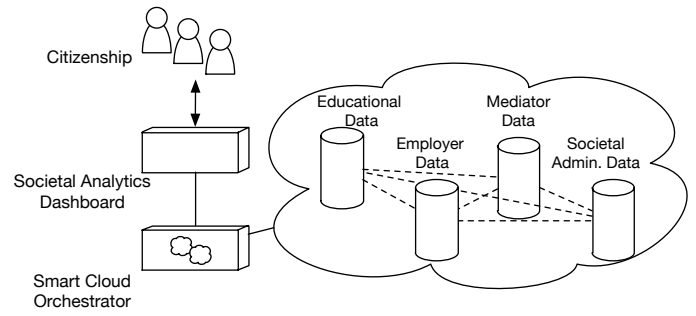 Citizenship
Educational
Data
Mediator
Data
Employer
Data
Societal
Admin. Data
Societal Analytics
Dashboard
Smart Cloud
Orchestrator